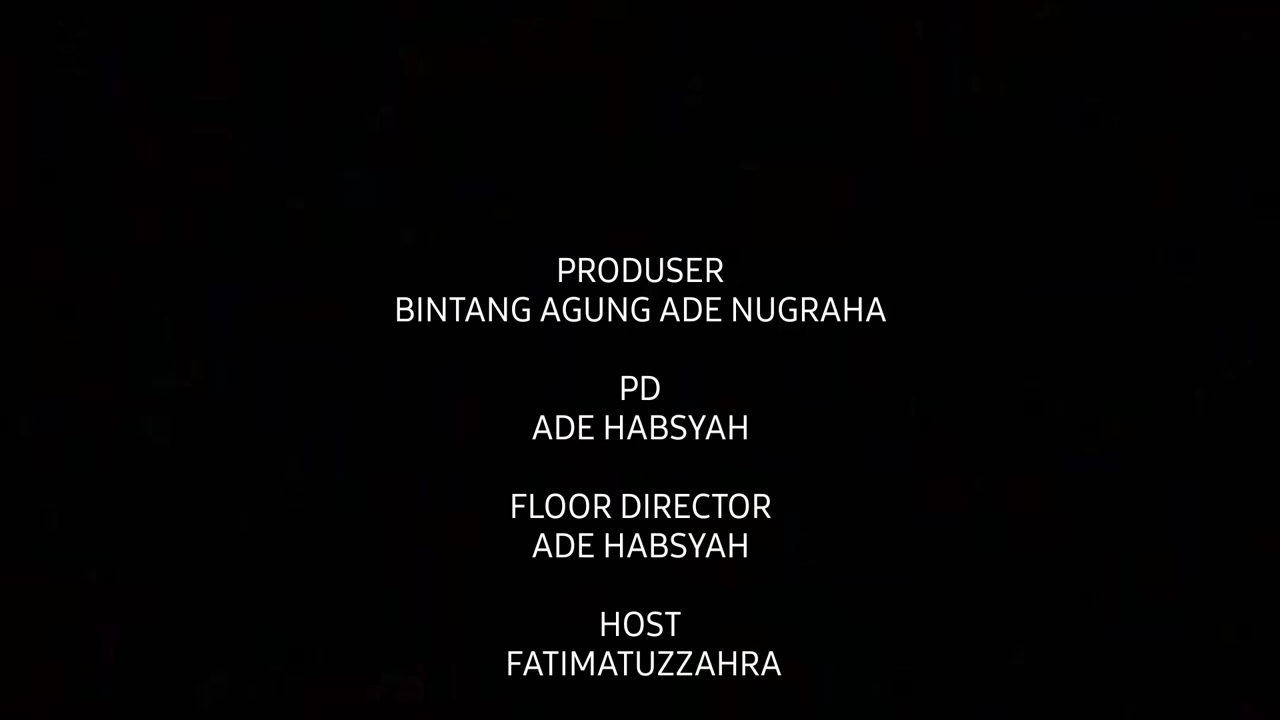 PRODUSER
BINTANG AGUNG ADE NUGRAHA
PD
ADE HABSYAH
FLOOR DIRECTOR
ADE HABSYAH
HOST
FATIMATUZZAHRA